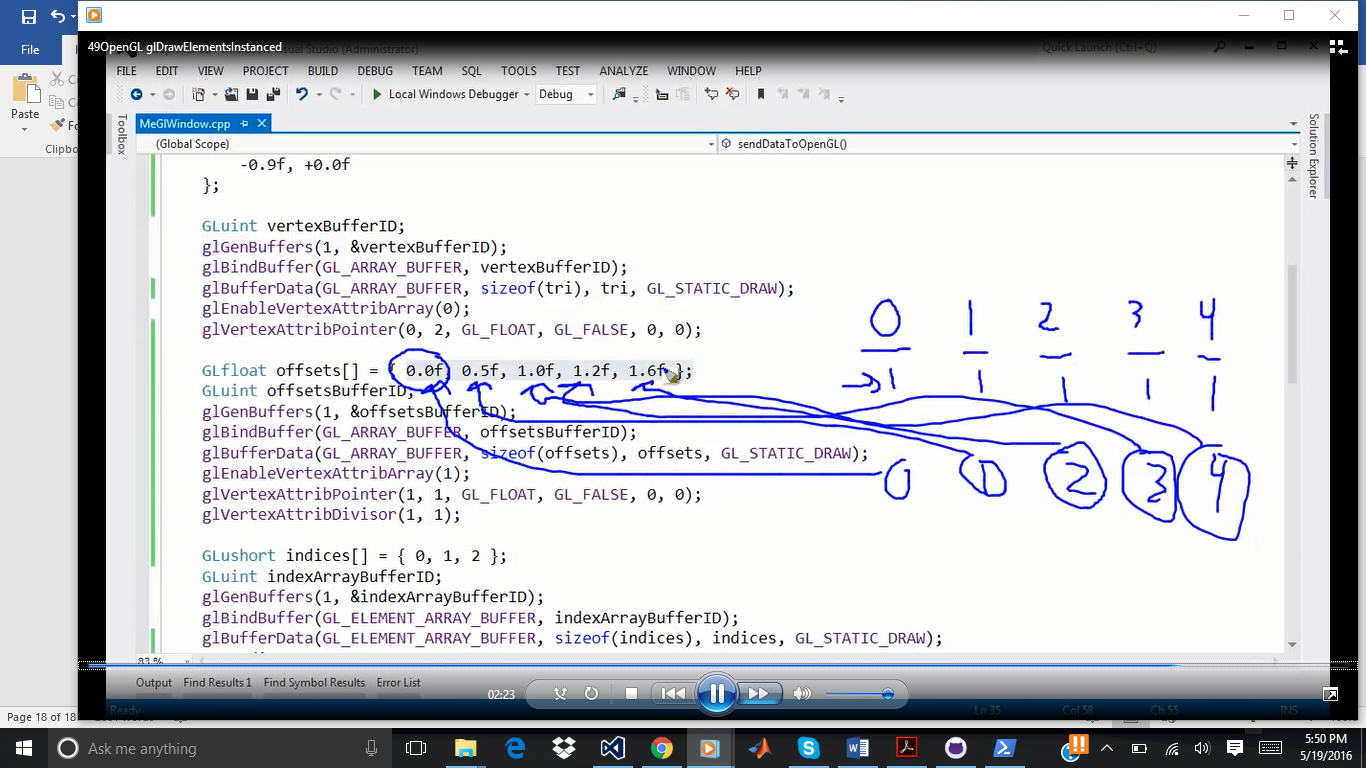 File
Paste
Clipb
Page 18 of 18
49OpenGL glDrawElementsInstanced
Studio (Administrator)
Quick Launch (Ctrl+Q)
FILE EDIT VIEW PROJECT BUILD DEBUG TEAM SQL TOOLS TEST ANALYZE WINDOW HELP
Local Windows Debugger Debug
Toolbox
Solution Explorer
MeGlWindow.cpp
(Global Scope) sendDataToOpenGL()
-0.9f, +0.0f
};
GLuint vertexBufferID;
glGenBuffers(1, &vertexBufferID);
glBindBuffer(GL_ARRAY_BUFFER, vertexBufferID);
glBufferData(GL_ARRAY_BUFFER, sizeof(tri), tri, GL_STATIC_DRAW);
glEnableVertexAttribArray(0);
glVertexAttribPointer(0, 2, GL_FLOAT, GL_FALSE, 0, 0);
0 1 2 3 4
GLfloat offsets[] = { 0.0f, 0.5f, 1.0f, 1.2f, 1.6f };
1 1 1 1 1
GLuint offsetsBufferID;
glGenBuffers(1, &offsetsBufferID);
glBindBuffer(GL_ARRAY_BUFFER, offsetsBufferID);
glBufferData(GL_ARRAY_BUFFER, sizeof(offsets), offsets, GL_STATIC_DRAW);
glEnableVertexAttribArray(1);
0 1 2 3 4
glVertexAttribPointer(1, 1, GL_FLOAT, GL_FALSE, 0, 0);
glVertexAttribDivisor(1, 1);
GLushort indices[] = { 0, 1, 2 };
GLuint indexArrayBufferID;
glGenBuffers(1, &indexArrayBufferID);
glBindBuffer(GL_ELEMENT_ARRAY_BUFFER, indexArrayBufferID);
glBufferData(GL_ELEMENT_ARRAY_BUFFER, sizeof(indices), indices, GL_STATIC_DRAW);
83 %
Output Find Results 1 Find Symbol Results Error List
02:23
Ready Ln 35 Col 58 Ch 55 INS
Ask me anything
5:50 PM
5/19/2016